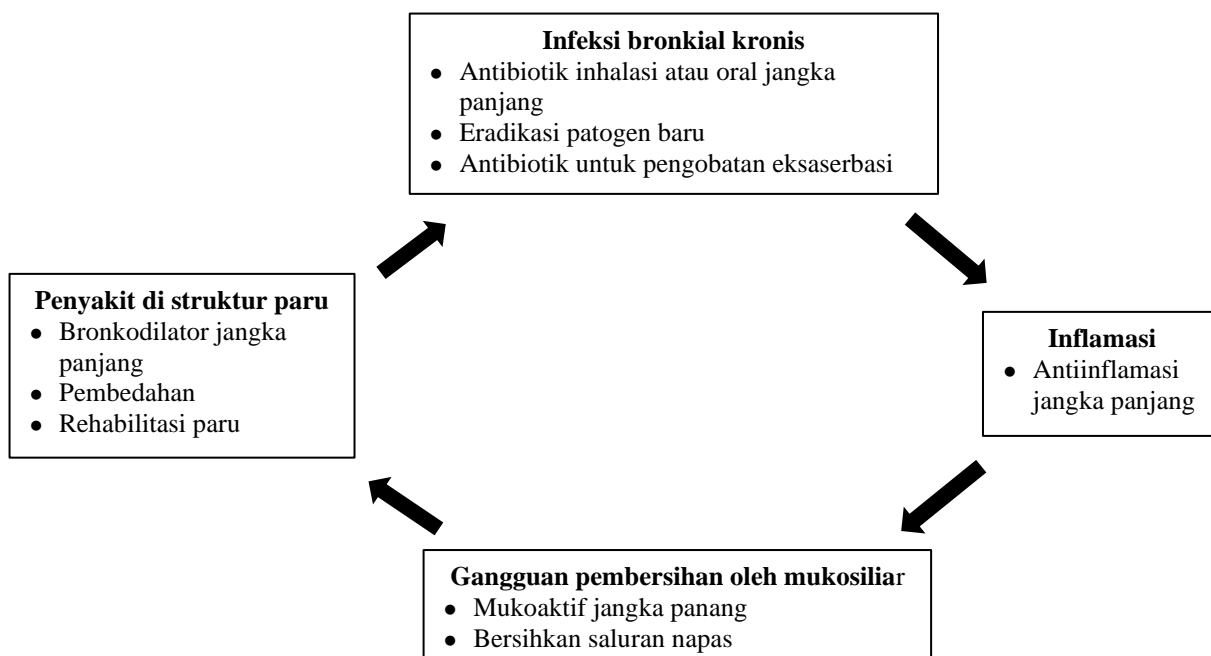 Infeksi bronkial kronis
● Antibiotik inhalasi atau oral jangka
panjang
● Eradikasi patogen baru
● Antibiotik untuk pengobatan eksaserbasi
Penyakit di struktur paru
● Bronkodilator jangka
panjang
● Pembedahan
● Rehabilitasi paru
Inflamasi
● Antiinflamasi
jangka panjang
Gangguan pembersihan oleh mukosiliar
● Mukoaktif jangka panang
● Bersihkan saluran napas